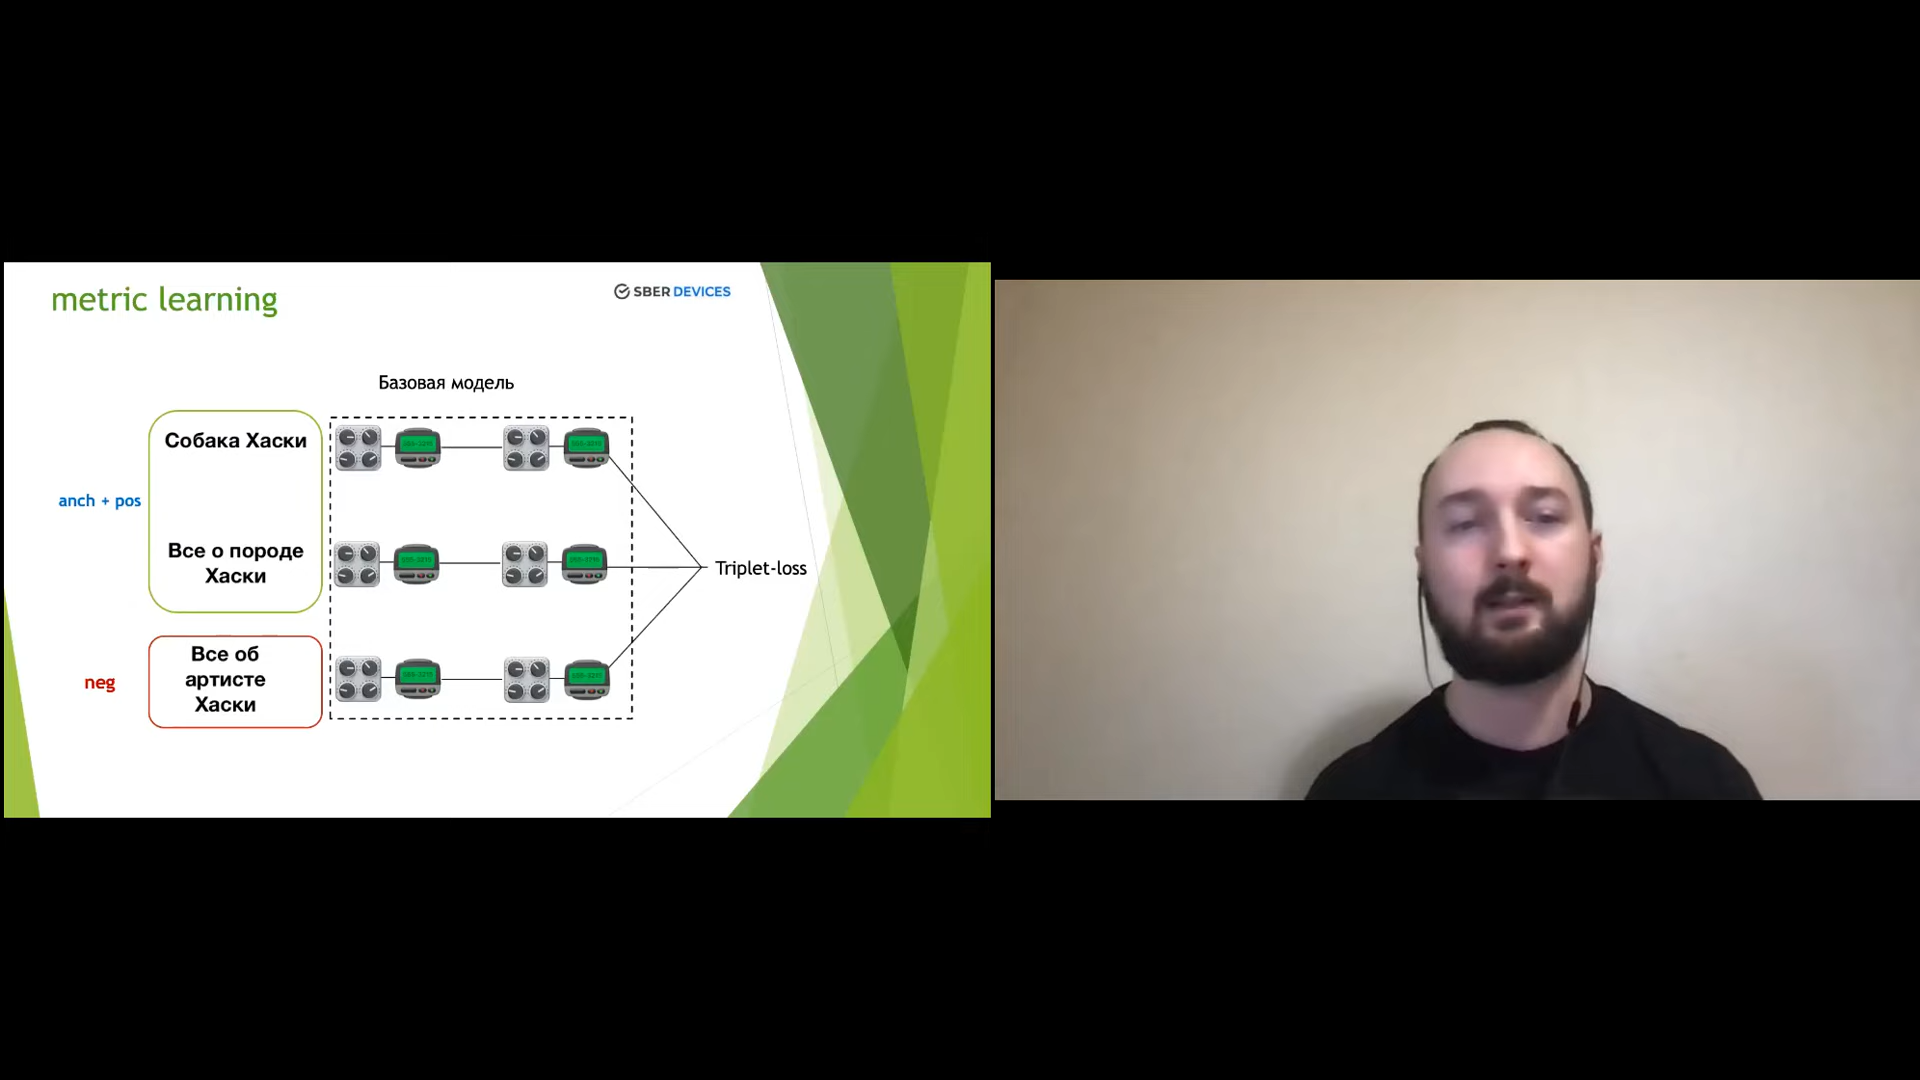 metric learning
SBER DEVICES
Базовая модель
Собака Хаски
anch + pos
Все о породе
Хаски
Triplet-loss
neg
Все об
артисте
Хаски